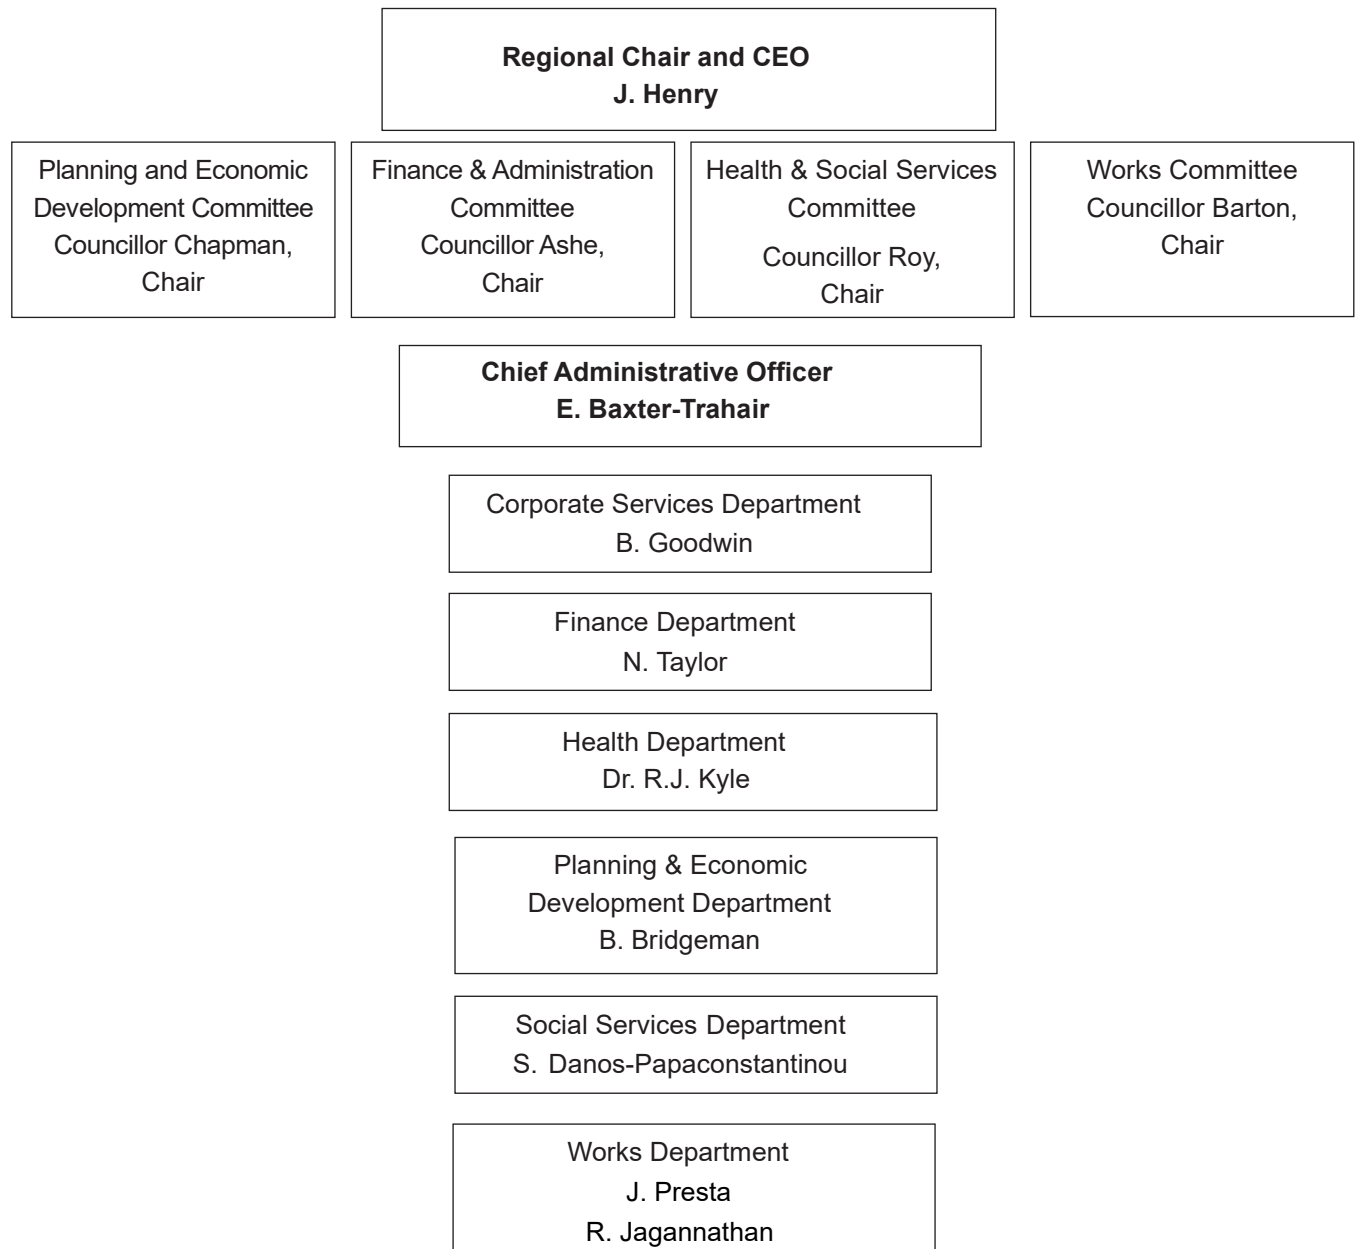 Regional Chair and CEO
J. Henry
Planning and Economic
Development Committee
Councillor Chapman,
Chair
Finance & Administration
Committee
Councillor Ashe,
Chair
Health & Social Services
Committee
Councillor Roy,
Chair
Works Committee
Councillor Barton,
Chair
Chief Administrative Officer
E. Baxter-Trahair
Corporate Services Department
B. Goodwin
Finance Department
N. Taylor
Health Department
Dr. R.J. Kyle
Planning & Economic
Development Department
B. Bridgeman
Social Services Department
S. Danos-Papaconstantinou
Works Department
J. Presta
R. Jagannathan